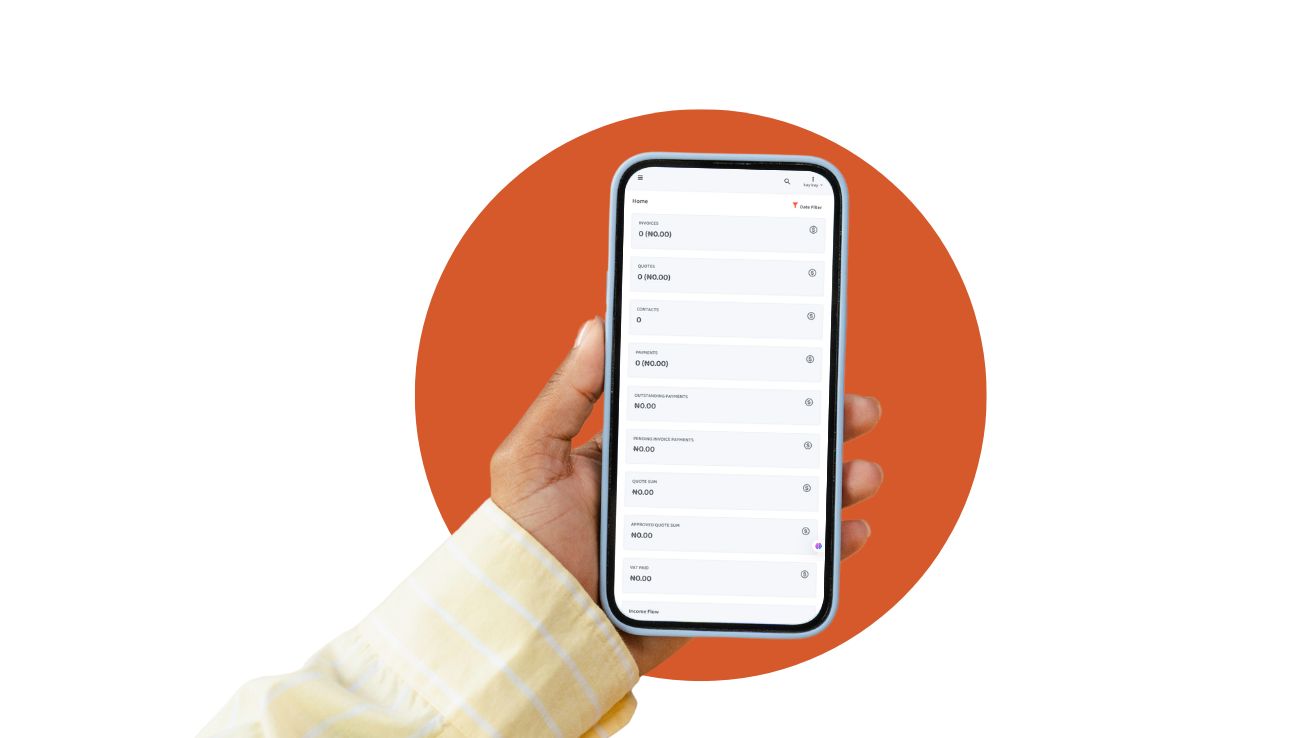 Home
Date Filter
INVOICES
0 (₦0.00)
QUOTES
0 (₦0.00)
CONTACTS
0
PAYMENTS
0 (₦0.00)
OUTSTANDING PAYMENTS
₦0.00
PENDING INVOICE PAYMENTS
₦0.00
QUOTE SUM
₦0.00
APPROVED QUOTE SUM
₦0.00
VAT PAID
₦0.00
Income Flow